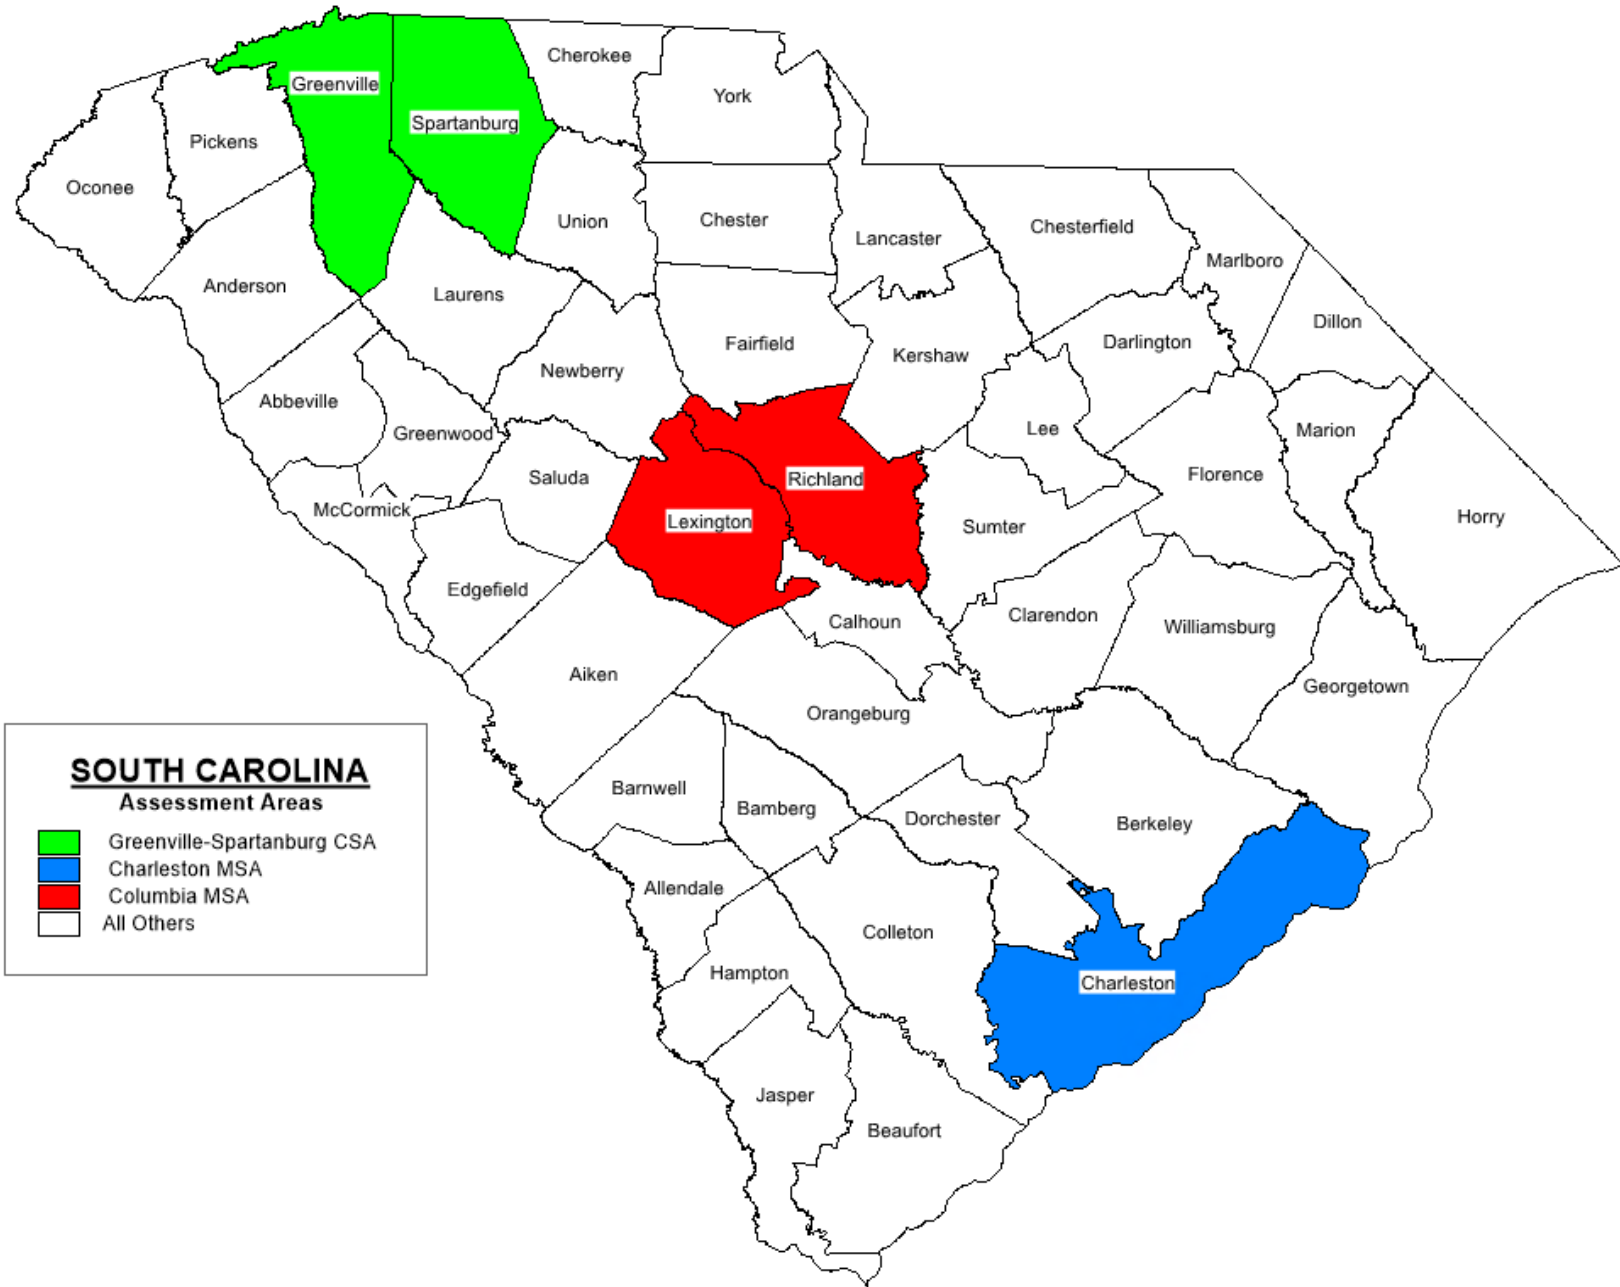 Cherokee
Greenville
York
Spartanburg
Pickens
Oconee
Chester
Union
Chesterfield
Lancaster
Marlboro
Anderson
Laurens
Dillon
Fairfield
Darlington
Kershaw
Newberry
Abbeville
Lee
Marion
Greenwood
Florence
Saluda
Richland
McCormick
Horry
Lexington
Sumter
Edgefield
Clarendon
Calhoun
Williamsburg
Aiken
Georgetown
Orangeburg
SOUTH CAROLINA
Assessment Areas
Greenville-Spartanburg CSA
Charleston MSA
Columbia MSA
All Others
Barnwell
Bamberg
Dorchester
Berkeley
Allendale
Colleton
Hampton
Charleston
Jasper
Beaufort